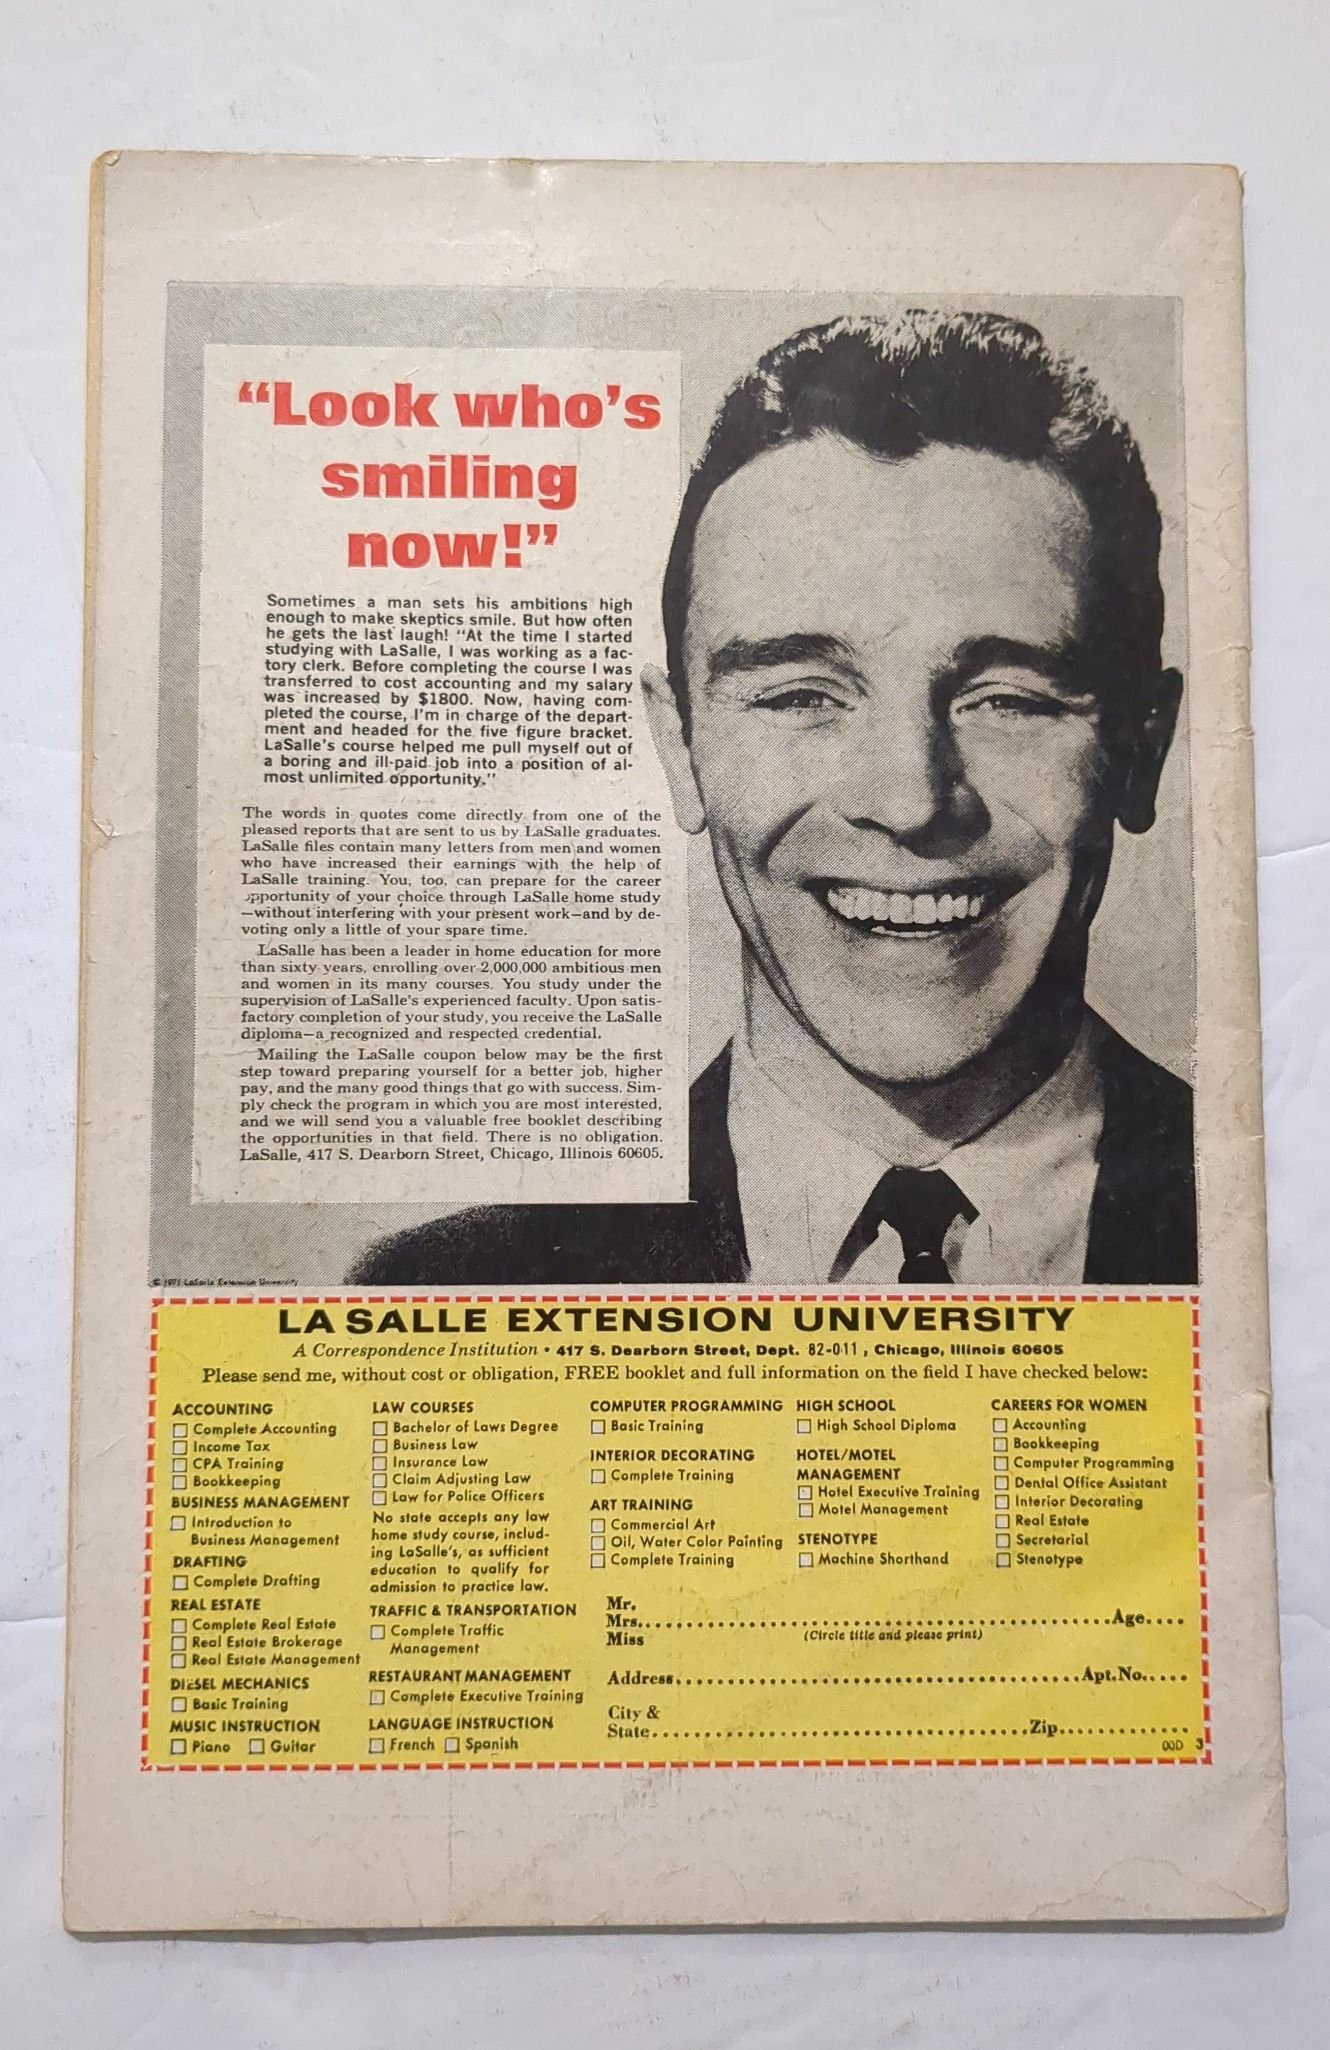 “Look who’s
smiling
now!”
Sometimes a man sets his ambitions high
enough to make skeptics smile. But how often
he gets the last laugh! “At the time I started
studying with LaSalle, I was working as a fac-
tory clerk. Before completing the course I was
transferred to cost accounting and my salary
was increased by $1800. Now, having com-
pleted the course, I’m in charge of the depart-
ment and headed for the five figure bracket.
LaSalle’s course helped me pull myself out of
a boring and ill-paid job into a position of al-
most unlimited opportunity.”
The words in quotes come directly from one of the
pleased reports that are sent to us by LaSalle graduates.
LaSalle files contain many letters from men and women
who have increased their earnings with the help of
LaSalle training. You, too, can prepare for the career
opportunity of your choice through LaSalle home study
—without interfering with your present work—and by de-
voting only a little of your spare time.
LaSalle has been a leader in home education for more
than sixty years, enrolling over 2,000,000 ambitious men
and women in its many courses. You study under the
supervision of LaSalle’s experienced faculty. Upon satis-
factory completion of your study, you receive the LaSalle
diploma—a recognized and respected credential.
Mailing the LaSalle coupon below may be the first
step toward preparing yourself for a better job, higher
pay, and the many good things that go with success. Sim-
ply check the program in which you are most interested,
and we will send you a valuable free booklet describing
the opportunities in that field. There is no obligation.
LaSalle, 417 S. Dearborn Street, Chicago, Illinois 60605.
© 1971 LaSalle Extension University
LA SALLE EXTENSION UNIVERSITY
A Correspondence Institution • 417 S. Dearborn Street, Dept. 82-011, Chicago, Illinois 60605
Please send me, without cost or obligation, FREE booklet and full information on the field I have checked below:
ACCOUNTING
Complete Accounting
Income Tax
CPA Training
Bookkeeping
BUSINESS MANAGEMENT
Introduction to
Business Management
DRAFTING
Complete Drafting
REAL ESTATE
Complete Real Estate
Real Estate Brokerage
Real Estate Management
DIESEL MECHANICS
Basic Training
MUSIC INSTRUCTION
Piano Guitar
LAW COURSES
Bachelor of Laws Degree
Business Law
Insurance Law
Claim Adjusting Law
Law for Police Officers
No state accepts any law
home study course, includ-
ing LaSalle’s, as sufficient
education to qualify for
admission to practice law.
TRAFFIC & TRANSPORTATION
Complete Traffic
Management
RESTAURANT MANAGEMENT
Complete Executive Training
LANGUAGE INSTRUCTION
French Spanish
COMPUTER PROGRAMMING
Basic Training
INTERIOR DECORATING
Complete Training
ART TRAINING
Commercial Art
Oil, Water Color Painting
Complete Training
HIGH SCHOOL
High School Diploma
HOTEL/MOTEL
MANAGEMENT
Hotel Executive Training
Motel Management
STENOTYPE
Machine Shorthand
CAREERS FOR WOMEN
Accounting
Bookkeeping
Computer Programming
Dental Office Assistant
Interior Decorating
Real Estate
Secretarial
Stenotype
Mr.
Mrs. Age
Miss (Circle title and please print)
Address Apt. No.
City &
State Zip
00D 3